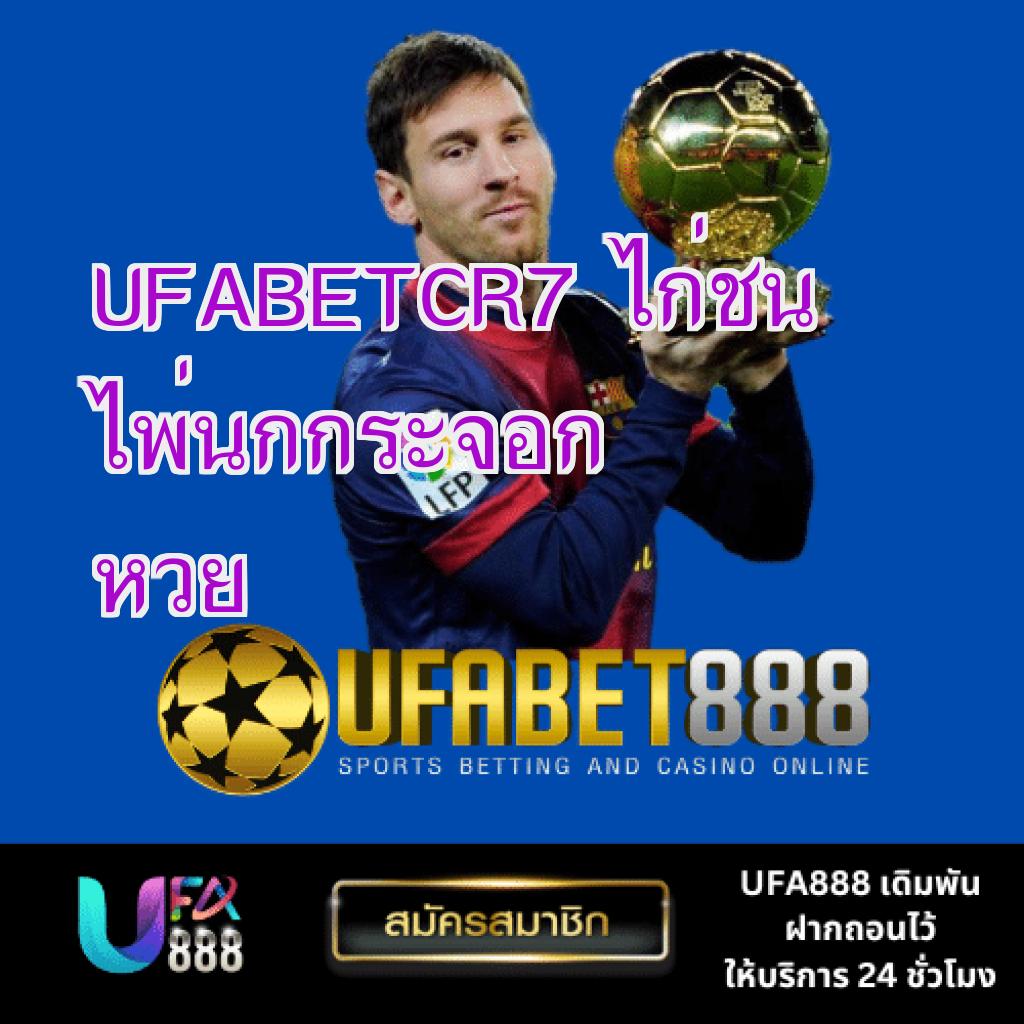 UFABETCR7 ไก่ชน
ไพ่นกกระจอก
หวย
LFP
UFABET888
SPORTS BETTING AND CASINO ONLINE
UFA
888
สมัครสมาชิก
UFA888 เดิมพัน
ฝากถอนไว้
ให้บริการ 24 ชั่วโมง